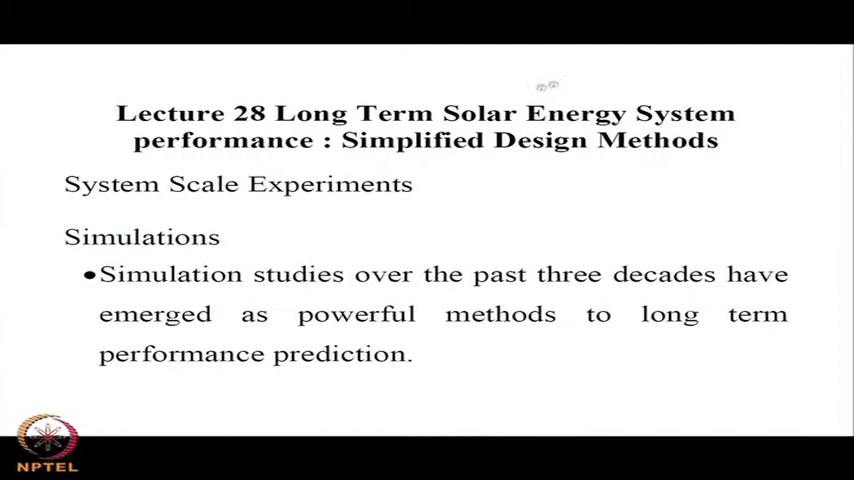 Lecture 28 Long Term Solar Energy System
performance : Simplified Design Methods
System Scale Experiments
Simulations
•Simulation studies over the past three decades have
emerged as powerful methods to long term
performance prediction.
NPTEL